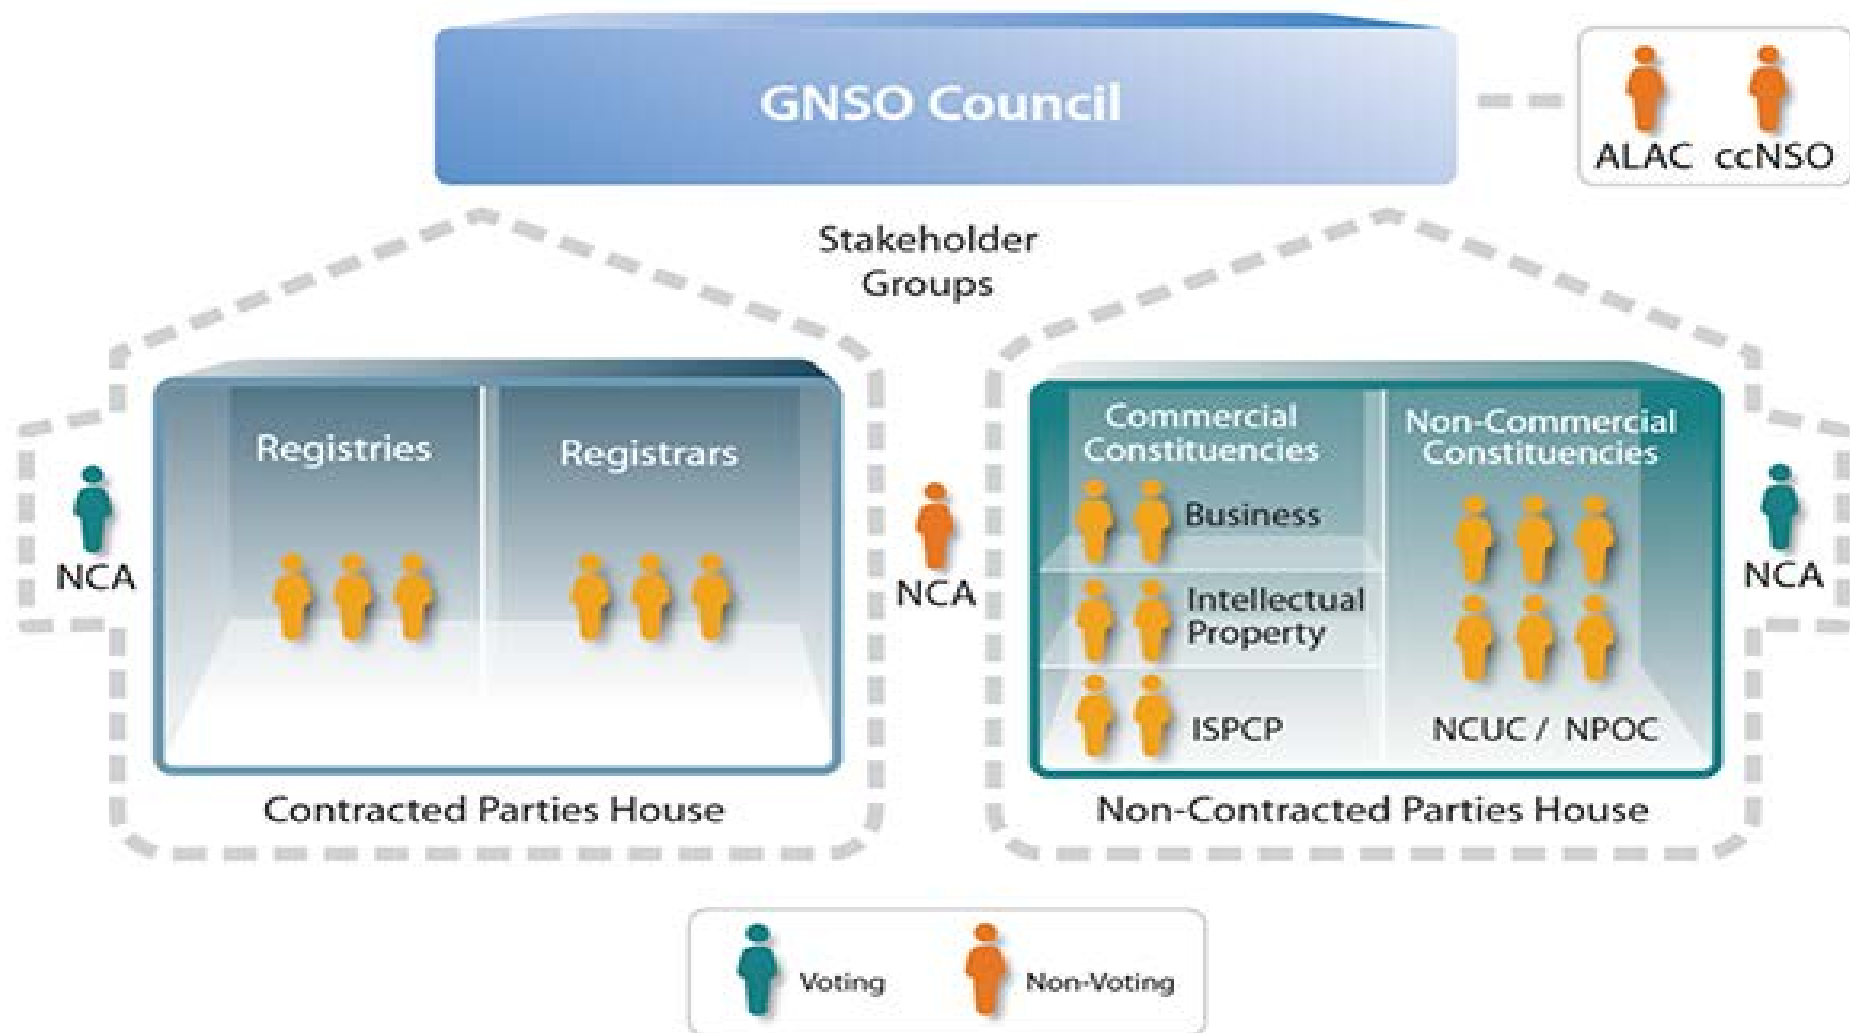 GNSO Council
ALAC ccNSO
Stakeholder
Groups
Registries
Registrars
NCA
Contracted Parties House
NCA
Commercial
Constituencies
Business
Intellectual
Property
ISPCP
Non-Commercial
Constituencies
NCUC / NPOC
NCA
Non-Contracted Parties House
Voting
Non-Voting